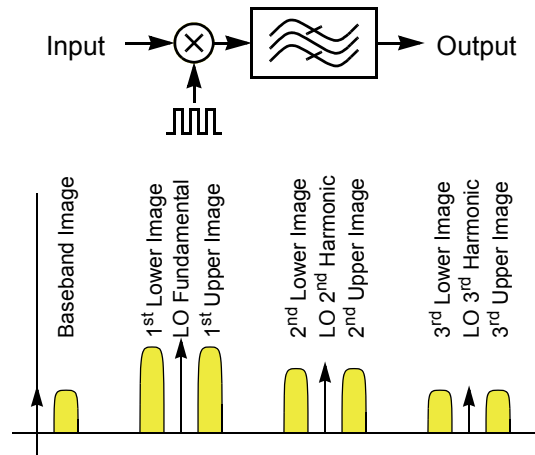 Input
Output
Baseband Image
1st Lower Image
LO Fundamental
1st Upper Image
2nd Lower Image
LO 2nd Harmonic
2nd Upper Image
3rd Lower Image
LO 3rd Harmonic
3rd Upper Image